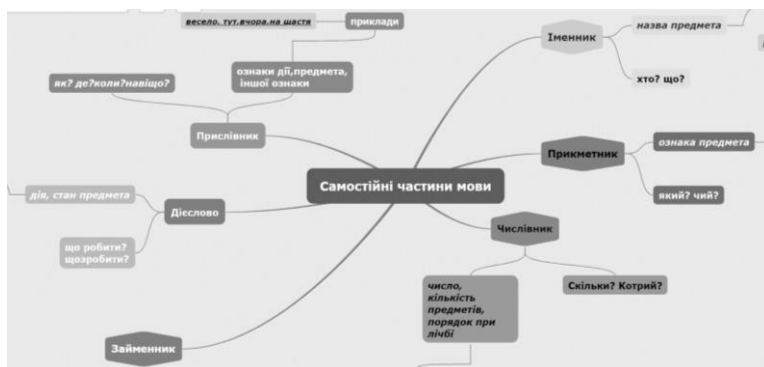 весело. тут.вчора.на щастя
приклади
ознаки дії,предмета,
іншої ознаки
як? де?коли?навіщо?
Прислівник
Іменник
назва предмета
хто? що?
Самостійні частини мови
Прикметник
ознака предмета
який? чий?
дія, стан предмета
Дієслово
що робити?
щозробити?
Числівник
число,
кількість
предметів,
порядок при
лічбі
Скільки? Котрий?
Займенник